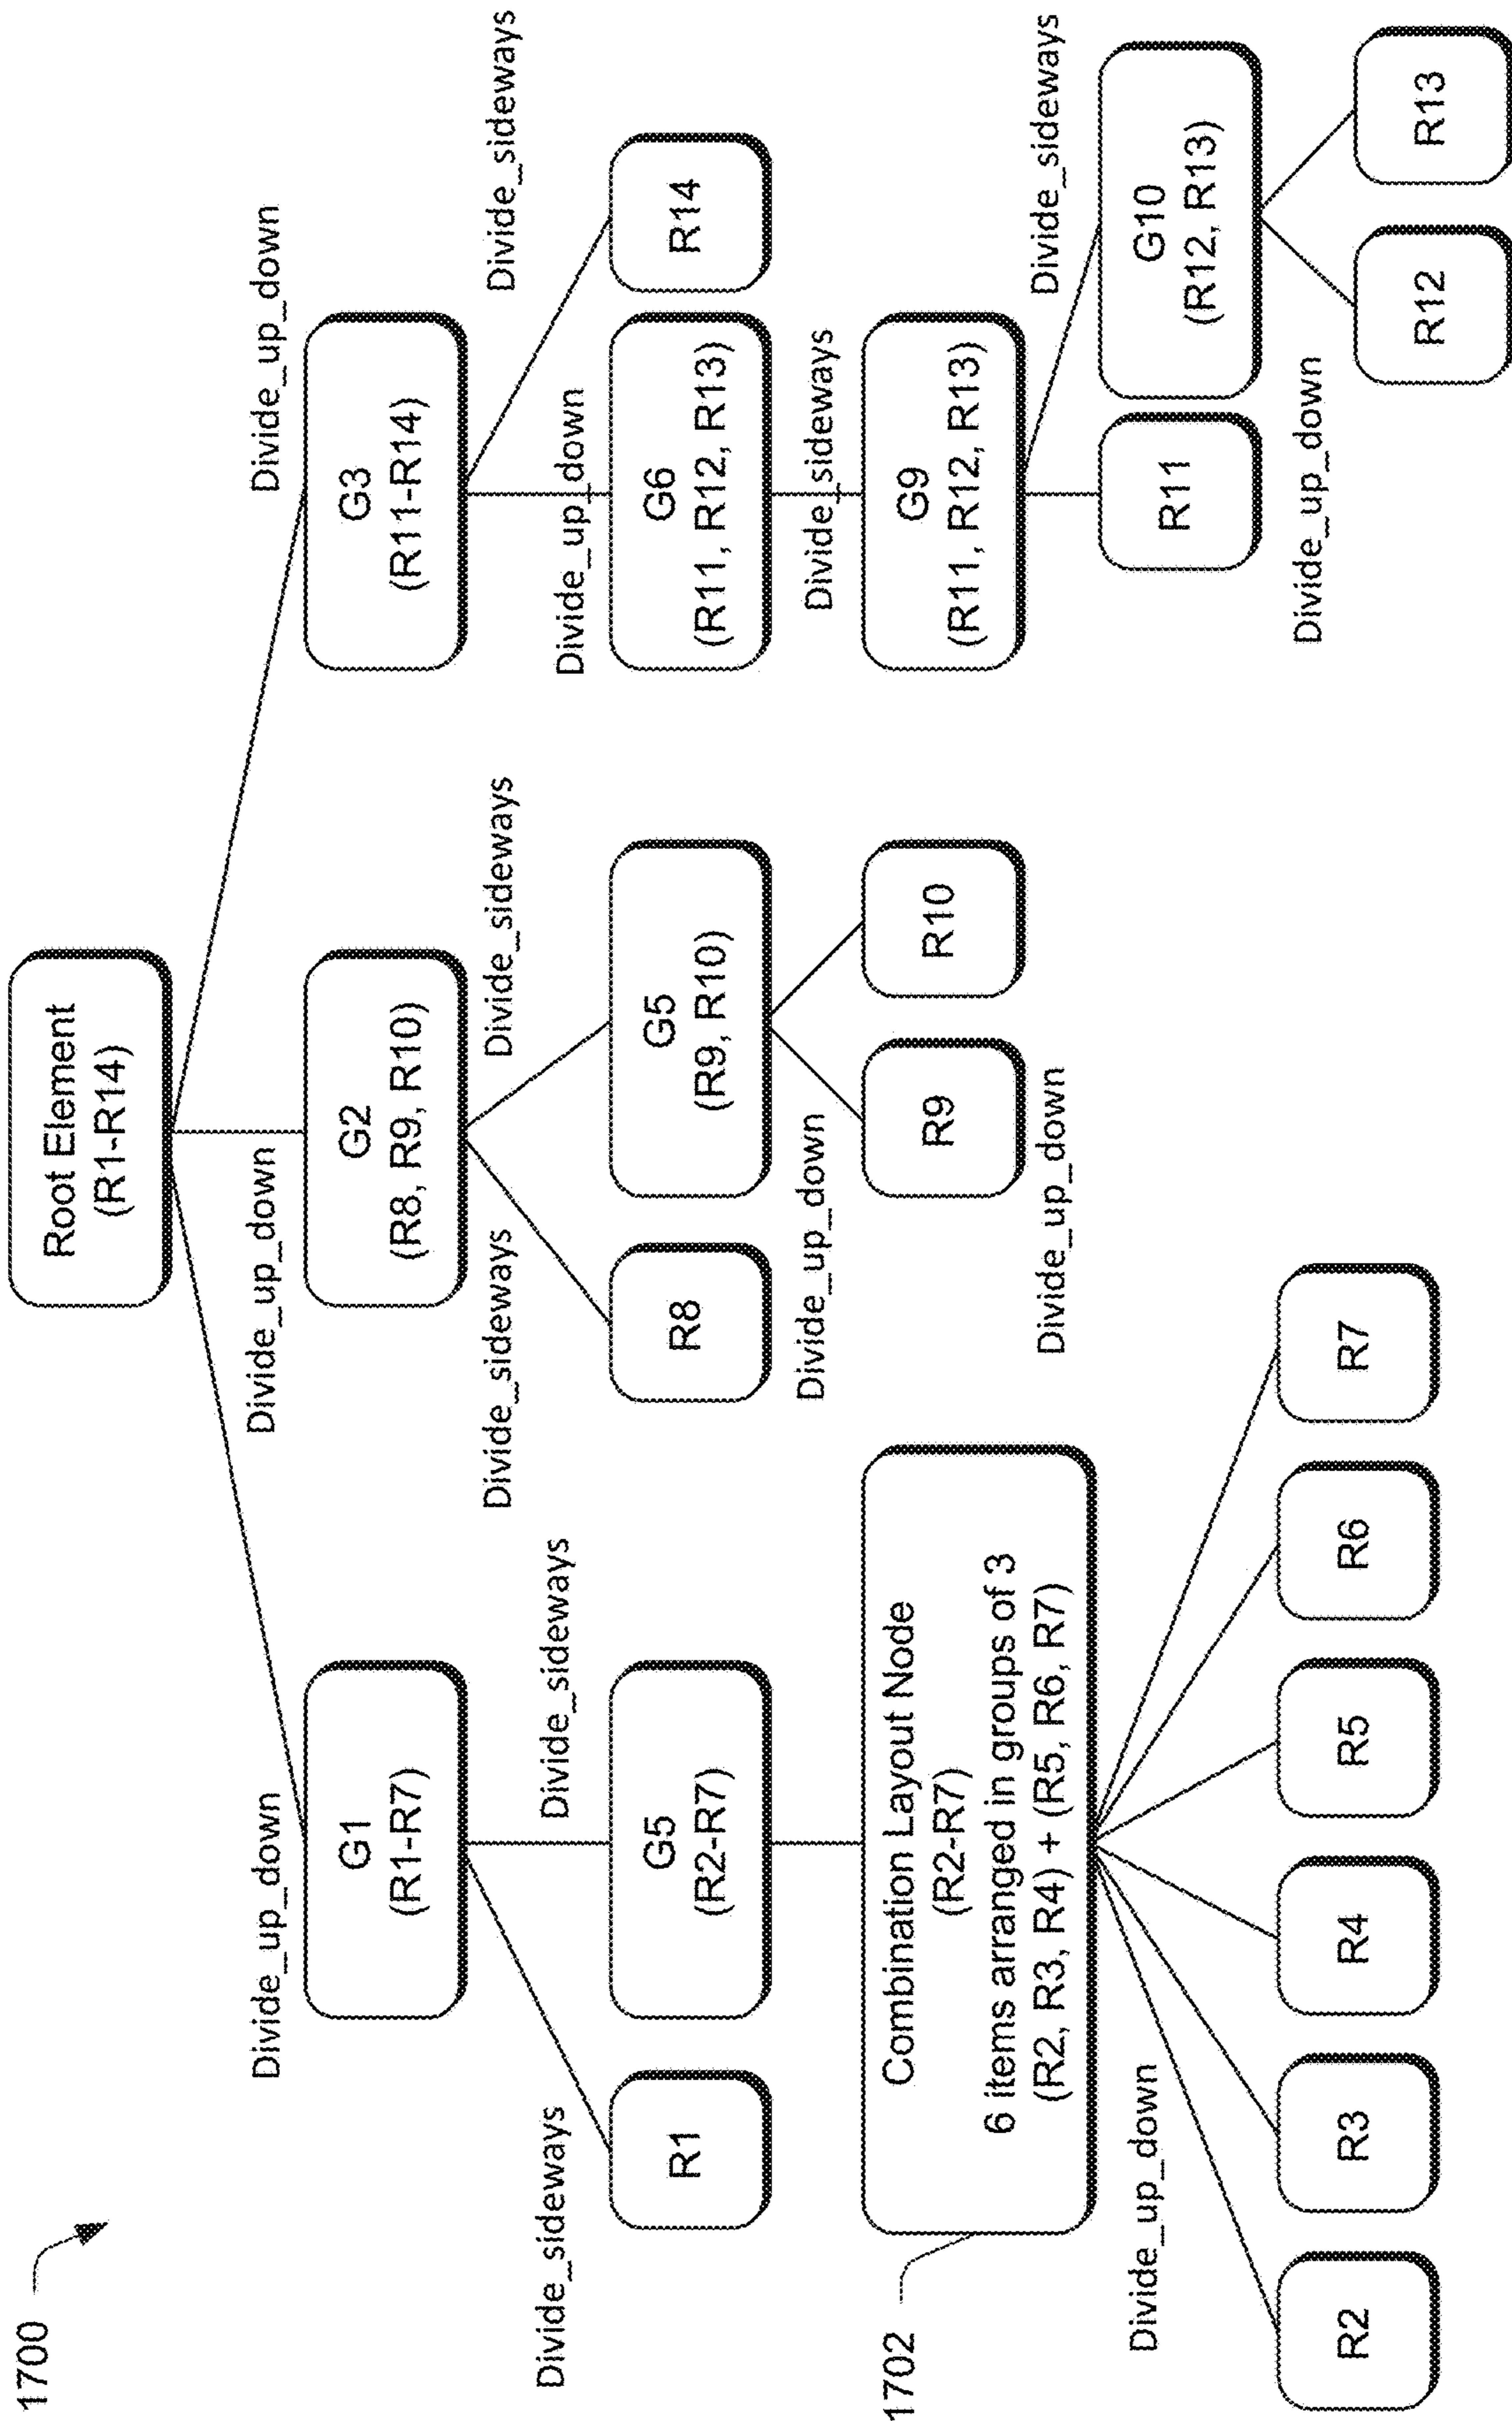 1700
Root Element
(R1-R14)
Divide_up_down
Divide_up_down
Divide_up_down
G1
(R1-R7)
G2
(R8, R9, R10)
G3
(R11-R14)
Divide_sideways
Divide_sideways
Divide_sideways
Divide_sideways
Divide_up_down
Divide_sideways
R1
G5
(R2-R7)
R8
G5
(R9, R10)
G6
(R11, R12, R13)
R14
Divide_up_down
Divide_sideways
1702
Combination Layout Node
(R2-R7)
6 items arranged in groups of 3
(R2, R3, R4) + (R5, R6, R7)
R9
R10
G9
(R11, R12, R13)
Divide_up_down
Divide_up_down
Divide_sideways
R11
G10
(R12, R13)
R2
R3
R4
R5
R6
R7
Divide_up_down
R12
R13